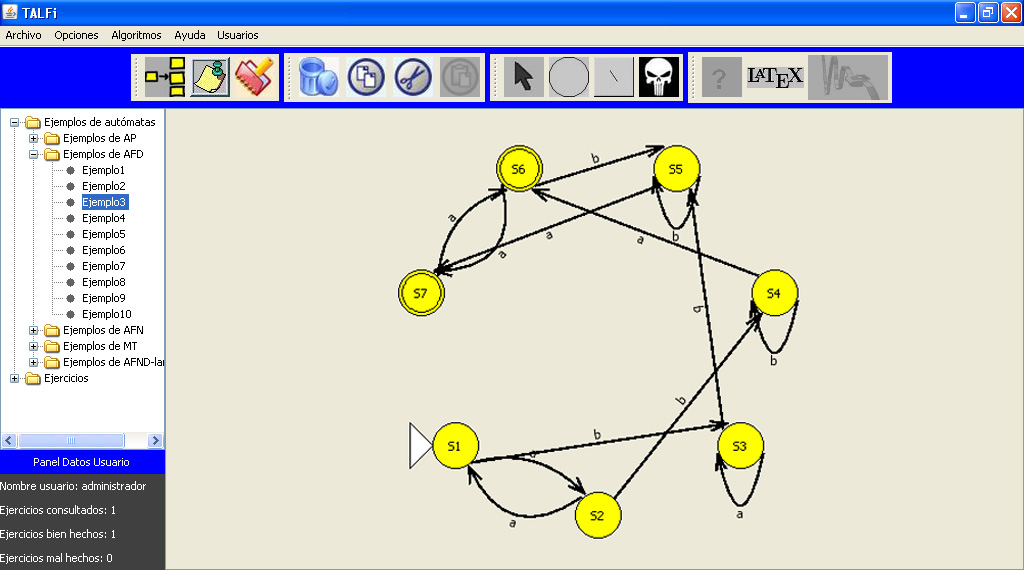 TALFi
Archivo Opciones Algoritmos Ayuda Usuarios
? LATEX
Ejemplos de autómatas
Ejemplos de AP
Ejemplos de AFD
Ejemplo1
Ejemplo2
Ejemplo3
Ejemplo4
Ejemplo5
Ejemplo6
Ejemplo7
Ejemplo8
Ejemplo9
Ejemplo10
Ejemplos de AFN
Ejemplos de MT
Ejemplos de AFND-la
Ejercicios
Panel Datos Usuario
Nombre usuario: administrador
Ejercicios consultados: 1
Ejercicios bien hechos: 1
Ejercicios mal hechos: 0
b
S6 S5
a
a a b
a
S7 S4
b
b
b
b
S1 S3
a
S2
a a